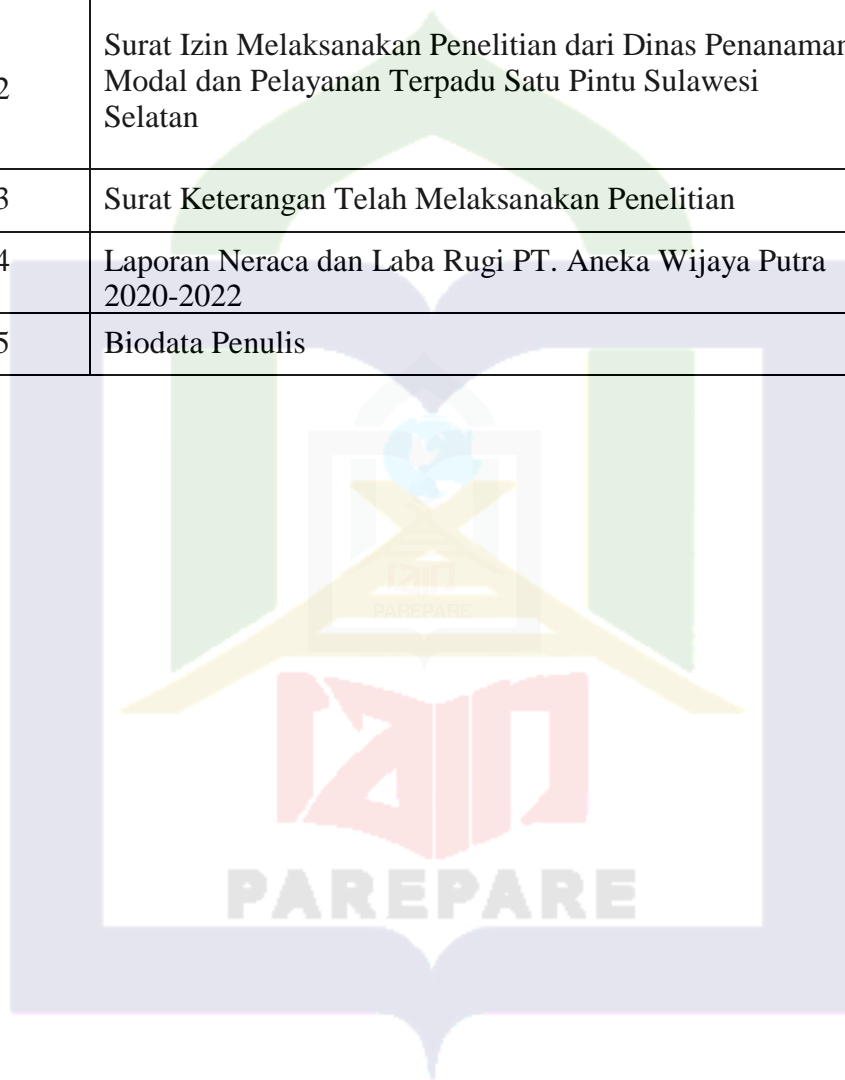 2
Surat Izin Melaksanakan Penelitian dari Dinas Penanaman
Modal dan Pelayanan Terpadu Satu Pintu Sulawesi
Selatan
3
Surat Keterangan Telah Melaksanakan Penelitian
4
Laporan Neraca dan Laba Rugi PT. Aneka Wijaya Putra
2020-2022
5
Biodata Penulis
IAIN
PAREPARE
IAIN
PAREPARE